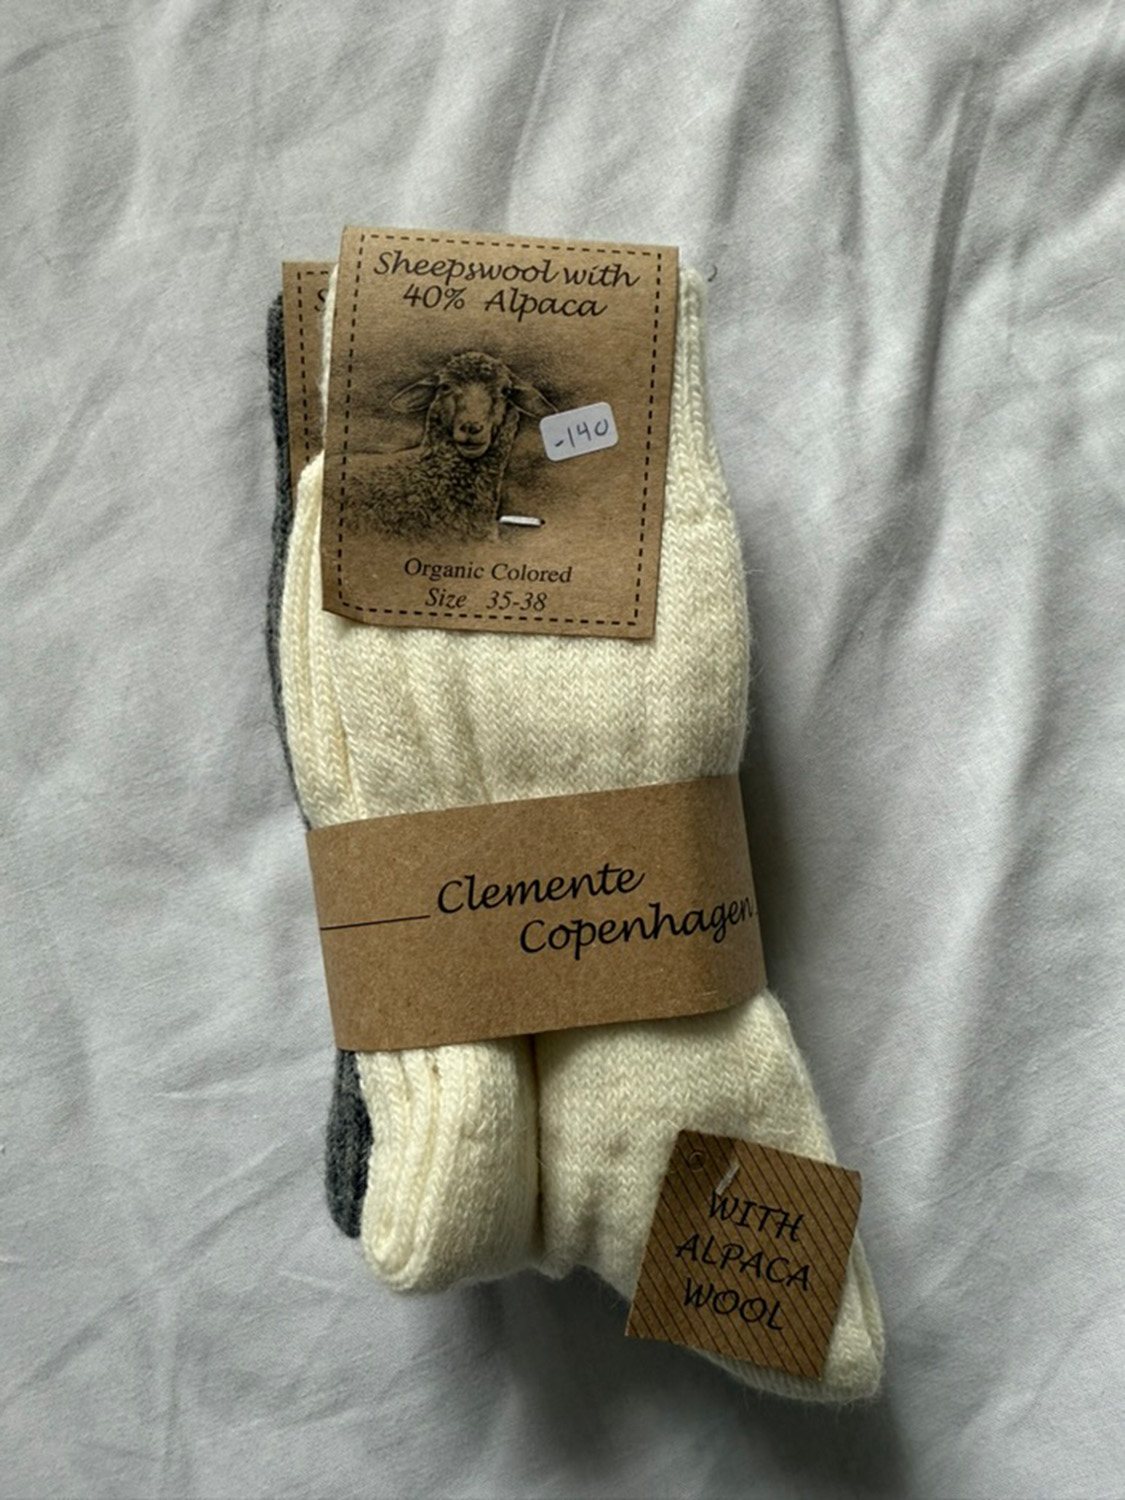 Sheepswool with
40% Alpaca
-140
Organic Colored
Size 35-38
Clemente
Copenhagen
WITH
ALPACA
WOOL